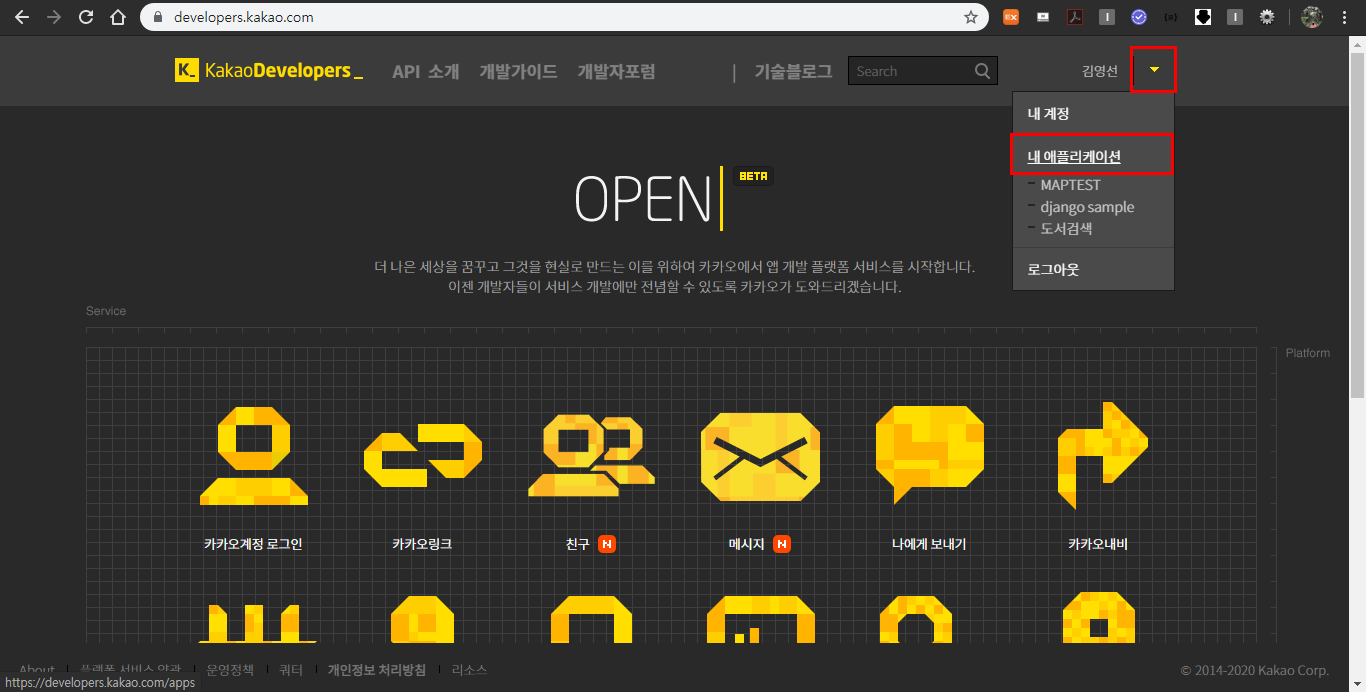 developers.kakao.com
K_ KakaoDevelopers_ API 소개 개발가이드 개발자포럼 | 기술블로그 Search 김영선
내 계정
내 애플리케이션
MAPTEST
django sample
도서검색
로그아웃
OPEN BETA
더 나은 세상을 꿈꾸고 그것을 현실로 만드는 이를 위하여 카카오에서 앱 개발 플랫폼 서비스를 시작합니다.
이젠 개발자들이 서비스 개발에만 전념할 수 있도록 카카오가 도와드리겠습니다.
Service
Platform
카카오계정 로그인 카카오링크 친구 N 메시지 N 나에게 보내기 카카오내비
About 플랫폼 서비스 약관 운영정책 쿼터 개인정보 처리방침 리소스 © 2014-2020 Kakao Corp.
https://developers.kakao.com/apps